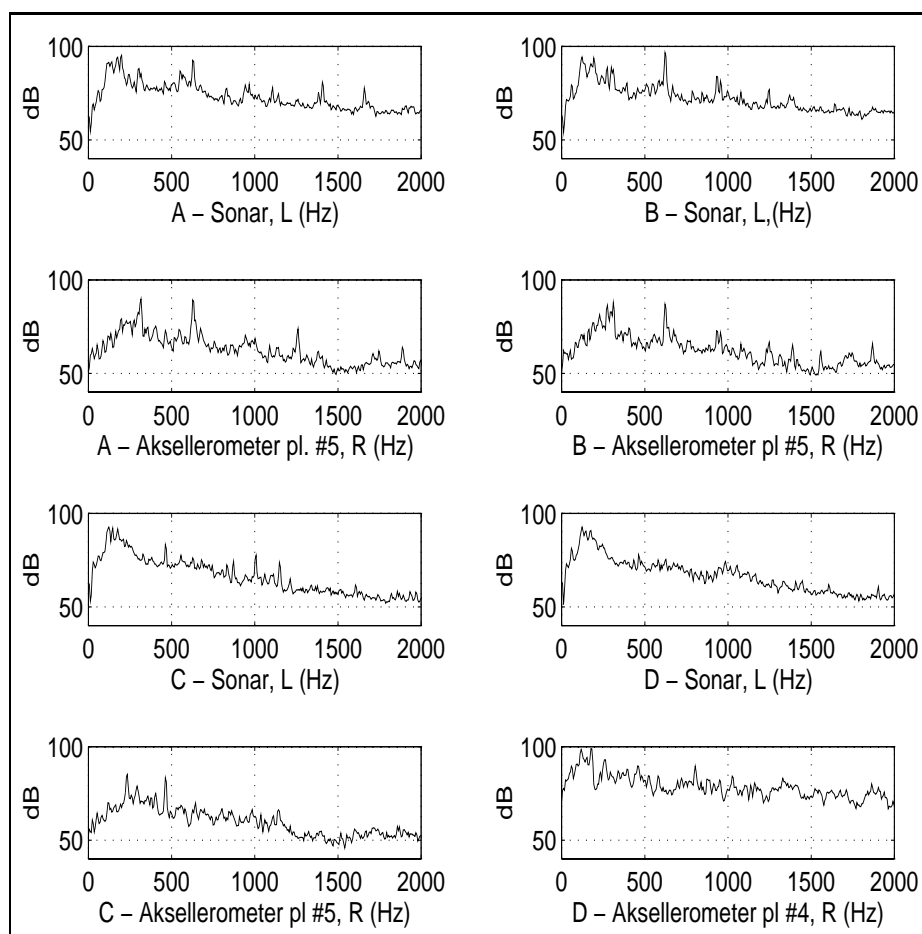 100
50
dB
0 500 1000 1500 2000
A – Sonar, L (Hz)
100
50
dB
0 500 1000 1500 2000
B – Sonar, L,(Hz)
100
50
dB
0 500 1000 1500 2000
A – Aksellerometer pl. #5, R (Hz)
100
50
dB
0 500 1000 1500 2000
B – Aksellerometer pl #5, R (Hz)
100
50
dB
0 500 1000 1500 2000
C – Sonar, L (Hz)
100
50
dB
0 500 1000 1500 2000
D – Sonar, L (Hz)
100
50
dB
0 500 1000 1500 2000
C – Aksellerometer pl #5, R (Hz)
100
50
dB
0 500 1000 1500 2000
D – Aksellerometer pl #4, R (Hz)